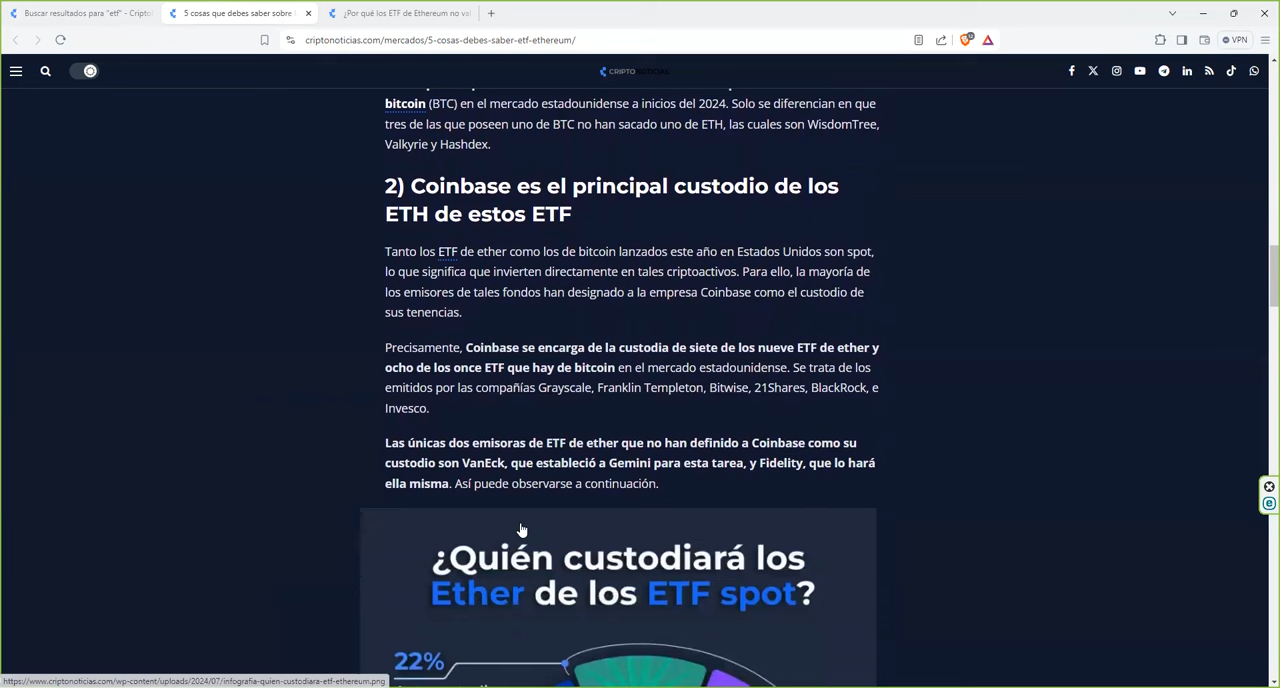 Buscar resultados para "etf" - Cripto
5 cosas que debes saber sobre
¿Por qué los ETF de Ethereum no va
criptonoticias.com/mercados/5-cosas-debes-saber-etf-ethereum/
VPN
CRIPTONOTICIAS
bitcoin (BTC) en el mercado estadounidense a inicios del 2024. Solo se diferencian en que
tres de las que poseen uno de BTC no han sacado uno de ETH, las cuales son WisdomTree,
Valkyrie y Hashdex.
2) Coinbase es el principal custodio de los
ETH de estos ETF
Tanto los ETF de ether como los de bitcoin lanzados este año en Estados Unidos son spot,
lo que significa que invierten directamente en tales criptoactivos. Para ello, la mayoría de
los emisores de tales fondos han designado a la empresa Coinbase como el custodio de
sus tenencias.
Precisamente, Coinbase se encarga de la custodia de siete de los nueve ETF de ether y
ocho de los once ETF que hay de bitcoin en el mercado estadounidense. Se trata de los
emitidos por las compañías Grayscale, Franklin Templeton, Bitwise, 21Shares, BlackRock, e
Invesco.
Las únicas dos emisoras de ETF de ether que no han definido a Coinbase como su
custodio son VanEck, que estableció a Gemini para esta tarea, y Fidelity, que lo hará
ella misma. Así puede observarse a continuación.
¿Quién custodiará los
Ether de los ETF spot?
22%
https://www.criptonoticias.com/wp-content/uploads/2024/07/infografia-quien-custodiara-etf-ethereum.png